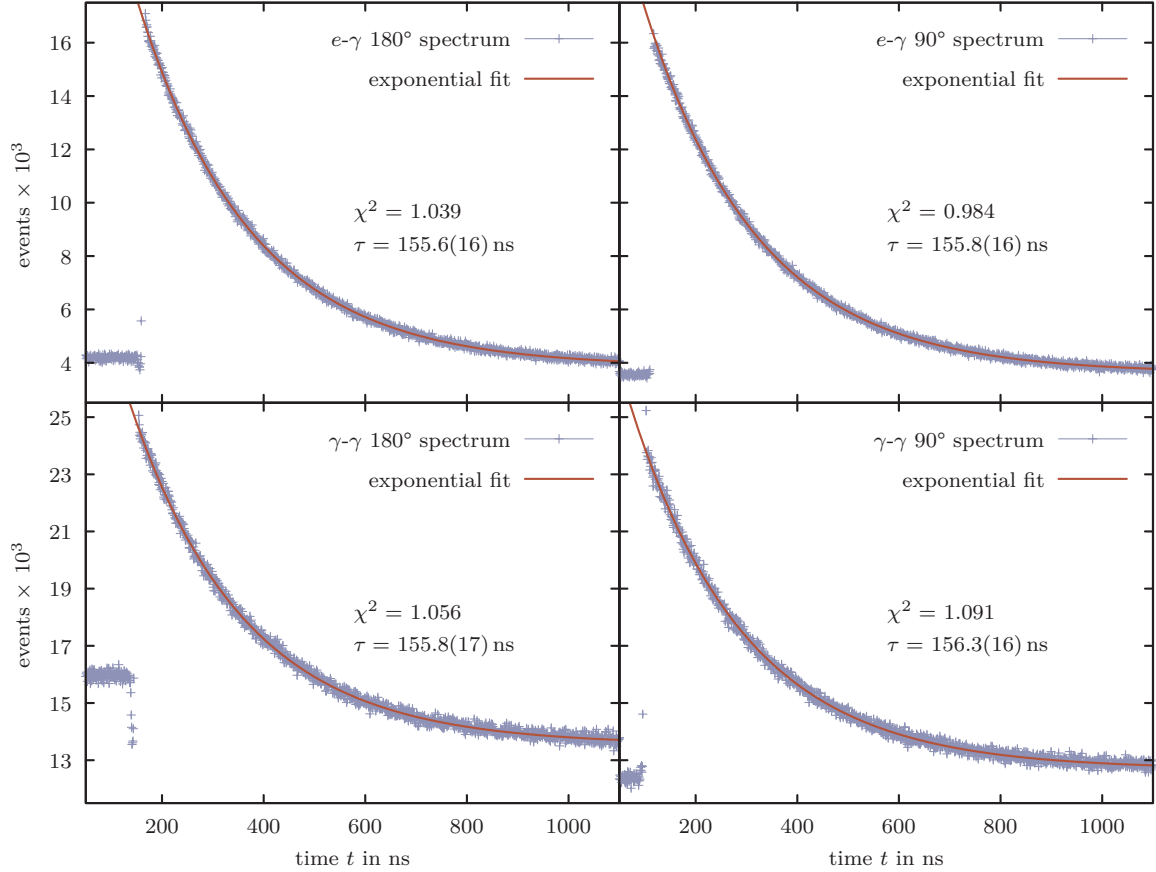 e-γ 180° spectrum
exponential fit
χ² = 1.039
τ = 155.6(16) ns
events × 10³
16
14
12
10
8
6
4
e-γ 90° spectrum
exponential fit
χ² = 0.984
τ = 155.8(16) ns
γ-γ 180° spectrum
exponential fit
χ² = 1.056
τ = 155.8(17) ns
events × 10³
25
23
21
19
17
15
13
γ-γ 90° spectrum
exponential fit
χ² = 1.091
τ = 156.3(16) ns
200 400 600 800 1000
time t in ns
200 400 600 800 1000
time t in ns